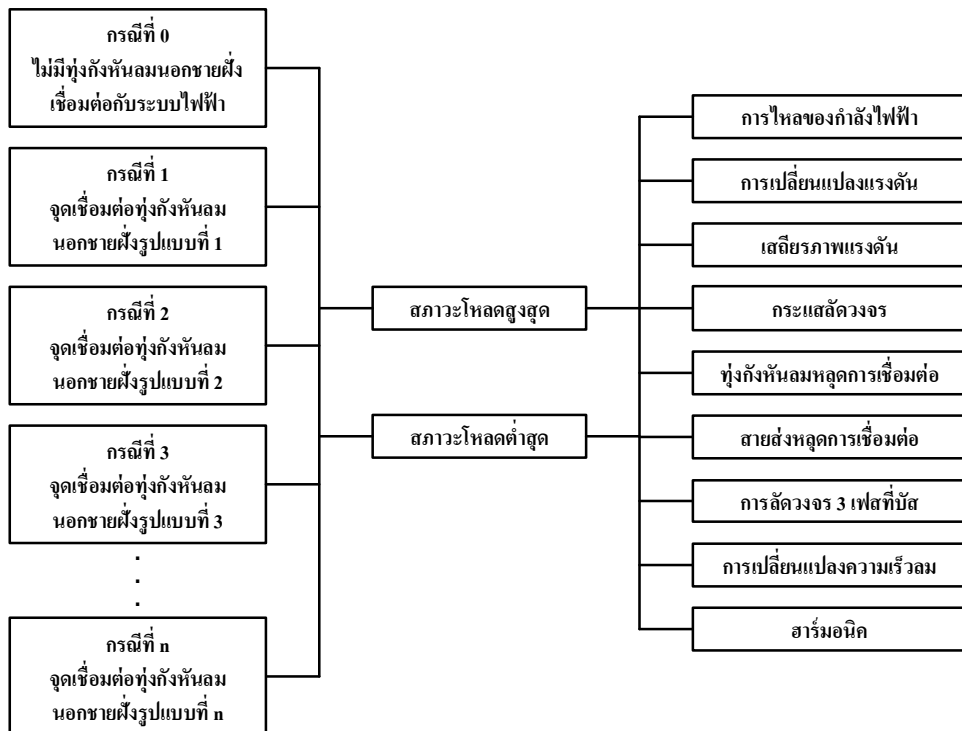 กรณีที่ 0
ไม่มีทุ่งกังหันลมนอกชายฝั่ง
เชื่อมต่อกับระบบไฟฟ้า
กรณีที่ 1
จุดเชื่อมต่อทุ่งกังหันลม
นอกชายฝั่งรูปแบบที่ 1
กรณีที่ 2
จุดเชื่อมต่อทุ่งกังหันลม
นอกชายฝั่งรูปแบบที่ 2
กรณีที่ 3
จุดเชื่อมต่อทุ่งกังหันลม
นอกชายฝั่งรูปแบบที่ 3
.
.
.
กรณีที่ n
จุดเชื่อมต่อทุ่งกังหันลม
นอกชายฝั่งรูปแบบที่ n
สภาวะโหลดสูงสุด
สภาวะโหลดต่ำสุด
การไหลของกำลังไฟฟ้า
การเปลี่ยนแปลงแรงดัน
เสถียรภาพแรงดัน
กระแสลัดวงจร
ทุ่งกังหันลมหลุดการเชื่อมต่อ
สายส่งหลุดการเชื่อมต่อ
การลัดวงจร 3 เฟสที่บัส
การเปลี่ยนแปลงความเร็วลม
ฮาร์มอนิค